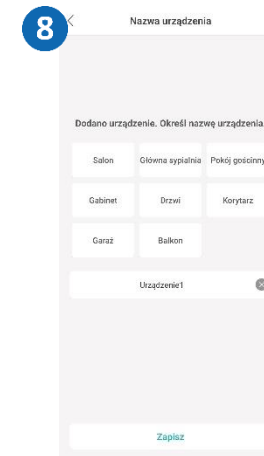 8
Nazwa urządzenia
Dodano urządzenie. Określ nazwę urządzenia
Salon Główna sypialnia Pokój gościnny
Gabinet Drzwi Korytarz
Garaż Balkon
Urządzenie1
Zapisz